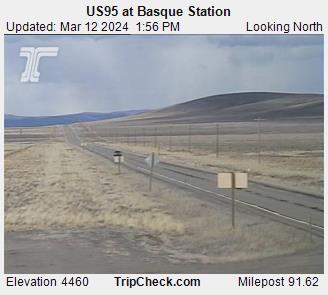 US95 at Basque Station
Updated: Mar 12 2024 1:56 PM Looking North
Elevation 4460 TripCheck.com Milepost 91.62